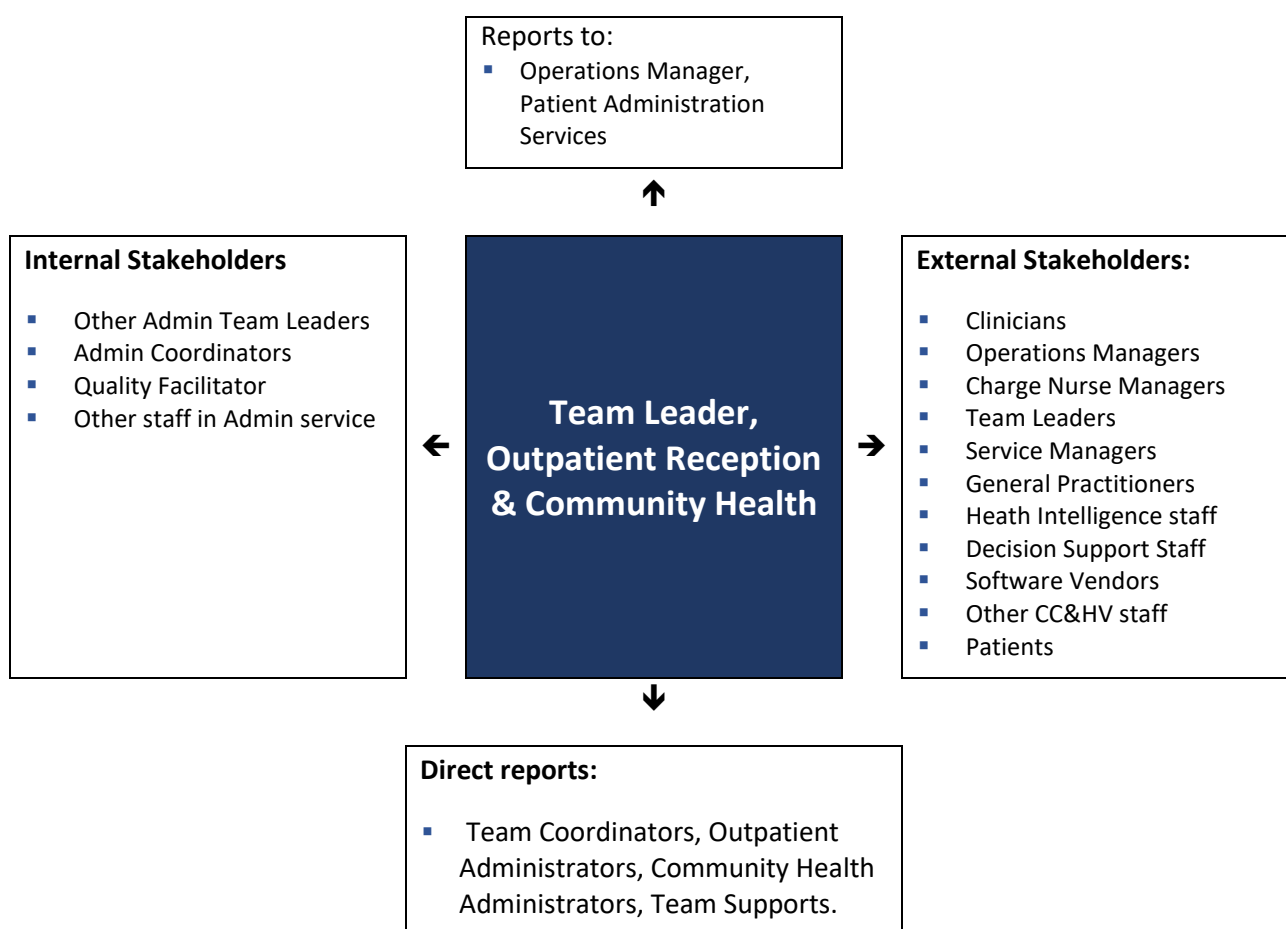 Reports to:
▪ Operations Manager,
Patient Administration
Services
Internal Stakeholders
▪ Other Admin Team Leaders
▪ Admin Coordinators
▪ Quality Facilitator
▪ Other staff in Admin service
Team Leader,
Outpatient Reception
& Community Health
External Stakeholders:
▪ Clinicians
▪ Operations Managers
▪ Charge Nurse Managers
▪ Team Leaders
▪ Service Managers
▪ General Practitioners
▪ Heath Intelligence staff
▪ Decision Support Staff
▪ Software Vendors
▪ Other CC&HV staff
▪ Patients
Direct reports:
▪ Team Coordinators, Outpatient
Administrators, Community Health
Administrators, Team Supports.